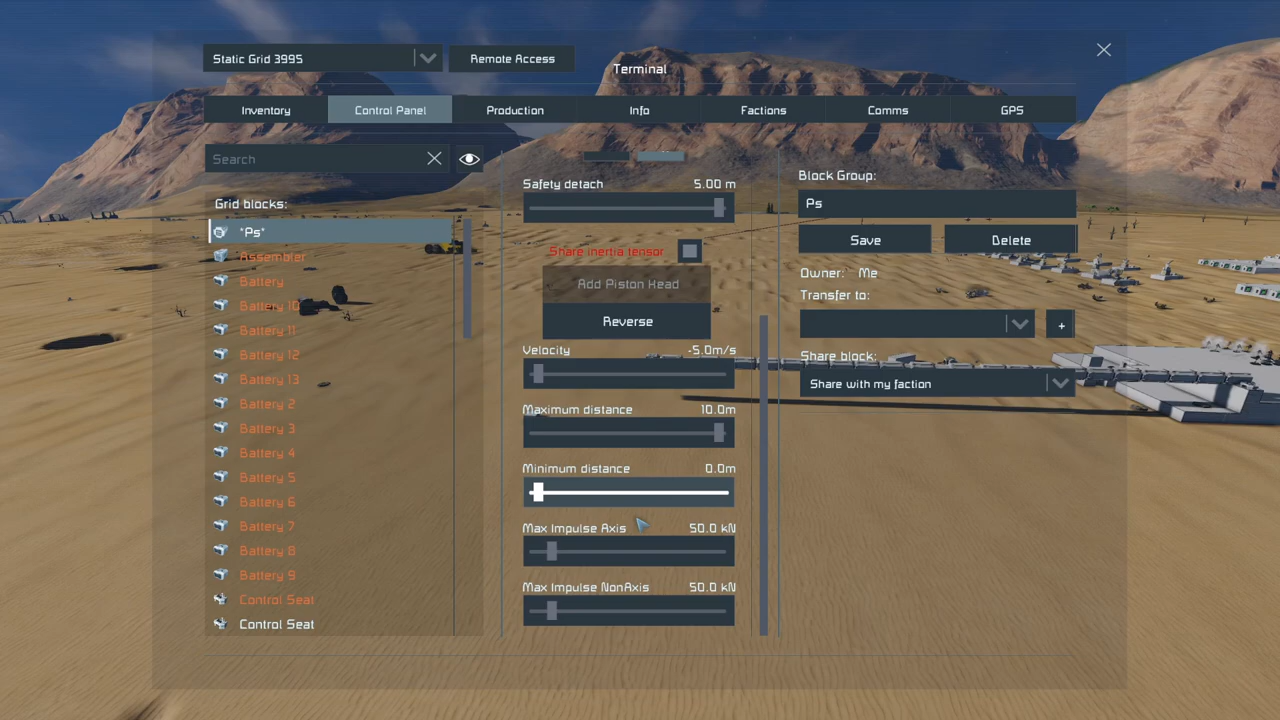 Static Grid 3995
Remote Access
Terminal
Inventory
Control Panel
Production
Info
Factions
Comms
GPS
Search
Grid blocks:
*Ps*
Assembler
Battery
Battery 10
Battery 11
Battery 12
Battery 13
Battery 2
Battery 3
Battery 4
Battery 5
Battery 6
Battery 7
Battery 8
Battery 9
Control Seat
Control Seat
Safety detach 5.00 m
Share inertia tensor
Add Piston Head
Reverse
Velocity -5.0m/s
Maximum distance 10.0m
Minimum distance 0.0m
Max Impulse Axis 50.0 kN
Max Impulse NonAxis 50.0 kN
Block Group:
Ps
Save
Delete
Owner: Me
Transfer to:
+
Share block:
Share with my faction